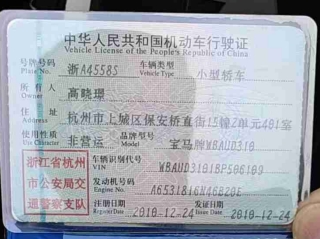 中华人民共和国机动车行驶证
Vehicle License of the People's Republic of China
号牌号码 浙A4558S 车辆类型 小型轿车
Plate No. Vehicle Type
所有人 高晓璟
Owner
住址 杭州市上城区保安桥直街15幢2单元401室
Address
使用性质 非营运 品牌型号 宝马牌WBAUD310
Use Character Model
浙江省杭州市公安局交通警察支队
车辆识别代号 WBAUD3101BP506109
VIN
发动机号码 A6531816N46B20E
Engine No.
注册日期 2010-12-24 发证日期 2010-12-24
Register Date Issue Date